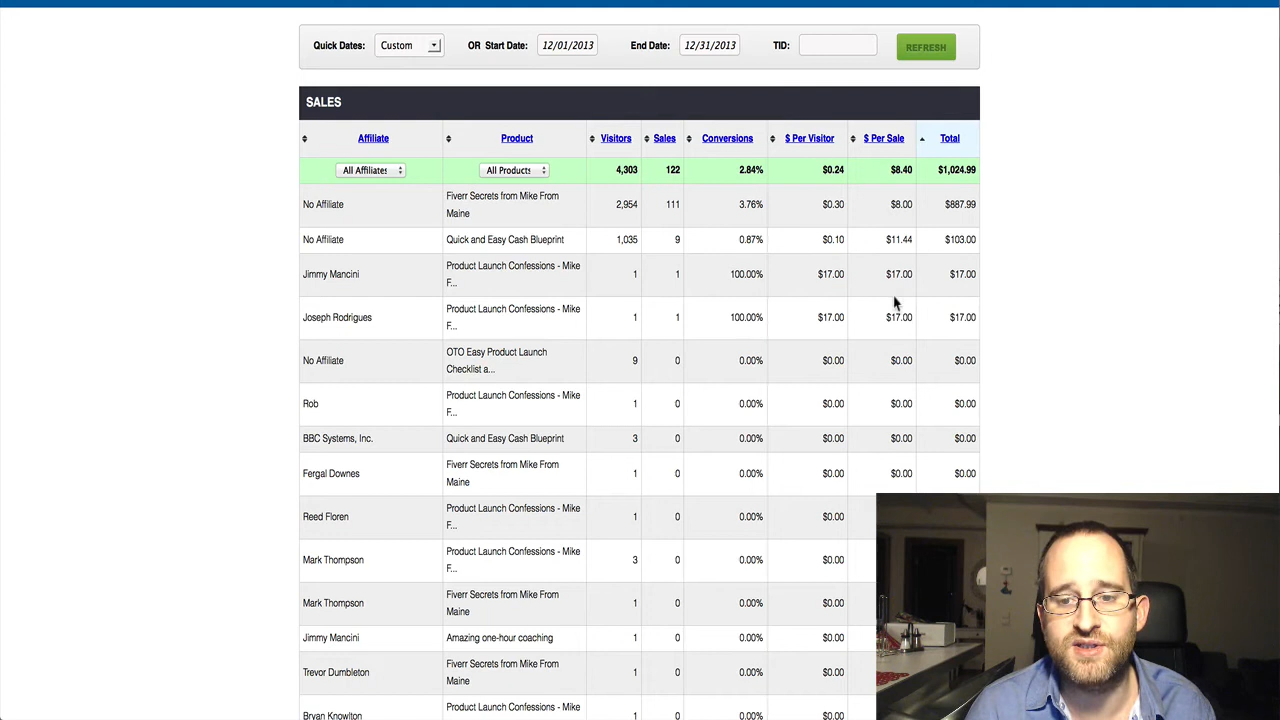 Quick Dates: Custom OR Start Date: 12/01/2013 End Date: 12/31/2013 TID: REFRESH
SALES
Affiliate Product Visitors Sales Conversions $ Per Visitor $ Per Sale Total
All Affiliates All Products 4,303 122 2.84% $0.24 $8.40 $1,024.99
No Affiliate Fiverr Secrets from Mike From Maine 2,954 111 3.76% $0.30 $8.00 $887.99
No Affiliate Quick and Easy Cash Blueprint 1,035 9 0.87% $0.10 $11.44 $103.00
Jimmy Mancini Product Launch Confessions - Mike F... 1 1 100.00% $17.00 $17.00 $17.00
Joseph Rodrigues Product Launch Confessions - Mike F... 1 1 100.00% $17.00 $17.00 $17.00
No Affiliate OTO Easy Product Launch Checklist a... 9 0 0.00% $0.00 $0.00 $0.00
Rob Product Launch Confessions - Mike F... 1 0 0.00% $0.00 $0.00 $0.00
BBC Systems, Inc. Quick and Easy Cash Blueprint 3 0 0.00% $0.00 $0.00 $0.00
Fergal Downes Fiverr Secrets from Mike From Maine 1 0 0.00% $0.00 $0.00 $0.00
Reed Floren Product Launch Confessions - Mike F... 1 0 0.00% $0.00
Mark Thompson Product Launch Confessions - Mike F... 3 0 0.00% $0.00
Mark Thompson Fiverr Secrets from Mike From Maine 1 0 0.00% $0.00
Jimmy Mancini Amazing one-hour coaching 1 0 0.00% $0.00
Trevor Dumbleton Fiverr Secrets from Mike From Maine 1 0 0.00% $0.00
Bryan Knowlton Product Launch Confessions - Mike 1 0 0.00% $0.00